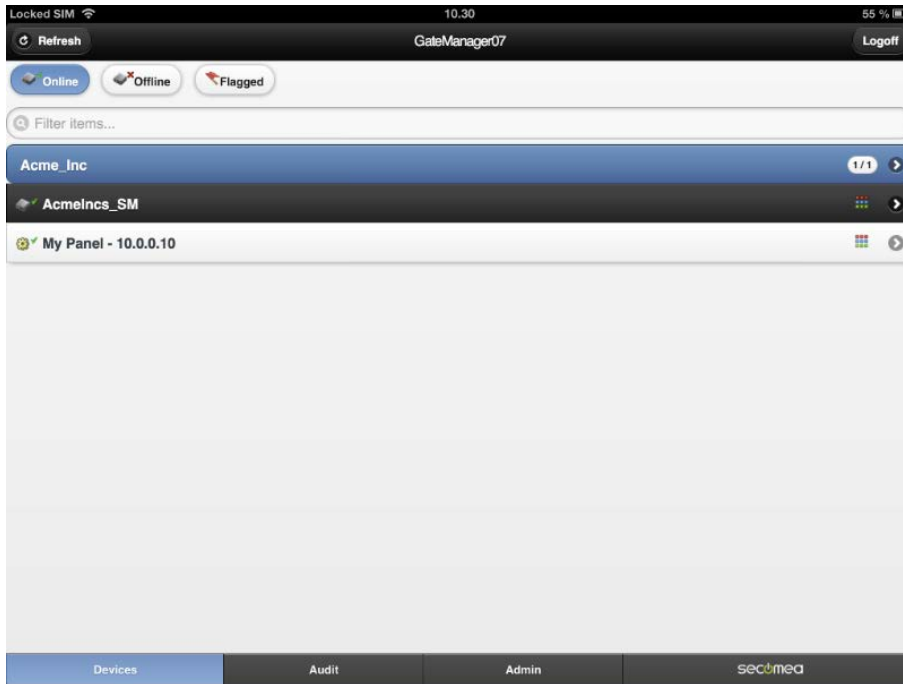 Locked SIM 10.30 55 %
Refresh GateManager07 Logoff
Online Offline Flagged
Filter items...
Acme_Inc 1/1
AcmeIncs_SM
My Panel - 10.0.0.10
Devices Audit Admin secomea